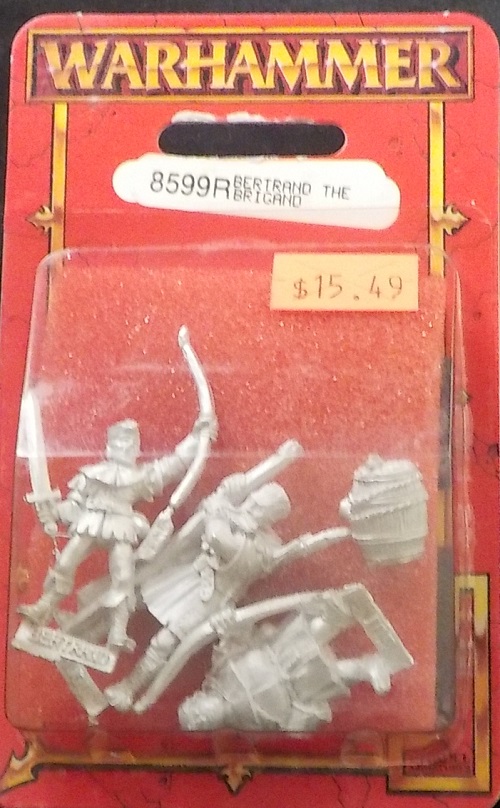 WARHAMMER
8599R BERTRAND THE
BRIGAND
$15.49
BERTRAND